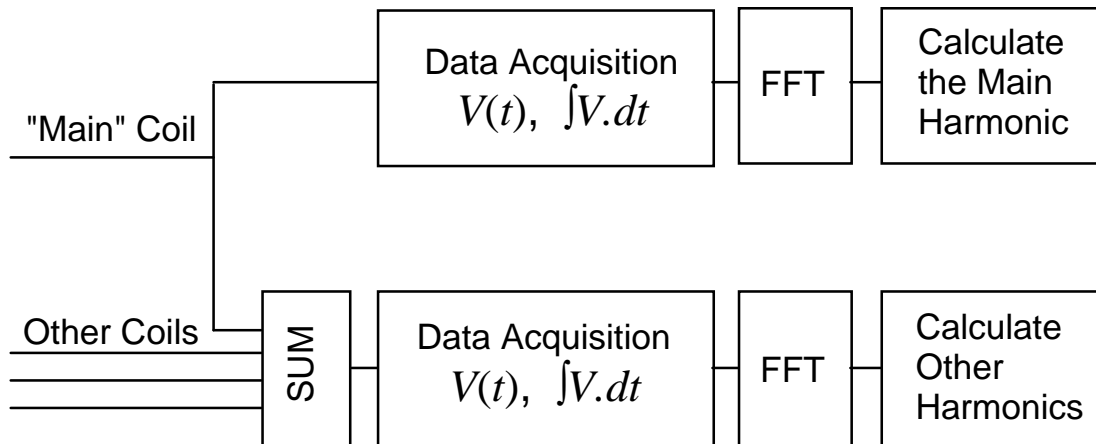 Data Acquisition
V(t), ∫V.dt
FFT
Calculate
the Main
Harmonic
"Main" Coil
Other Coils
SUM
Data Acquisition
V(t), ∫V.dt
FFT
Calculate
Other
Harmonics